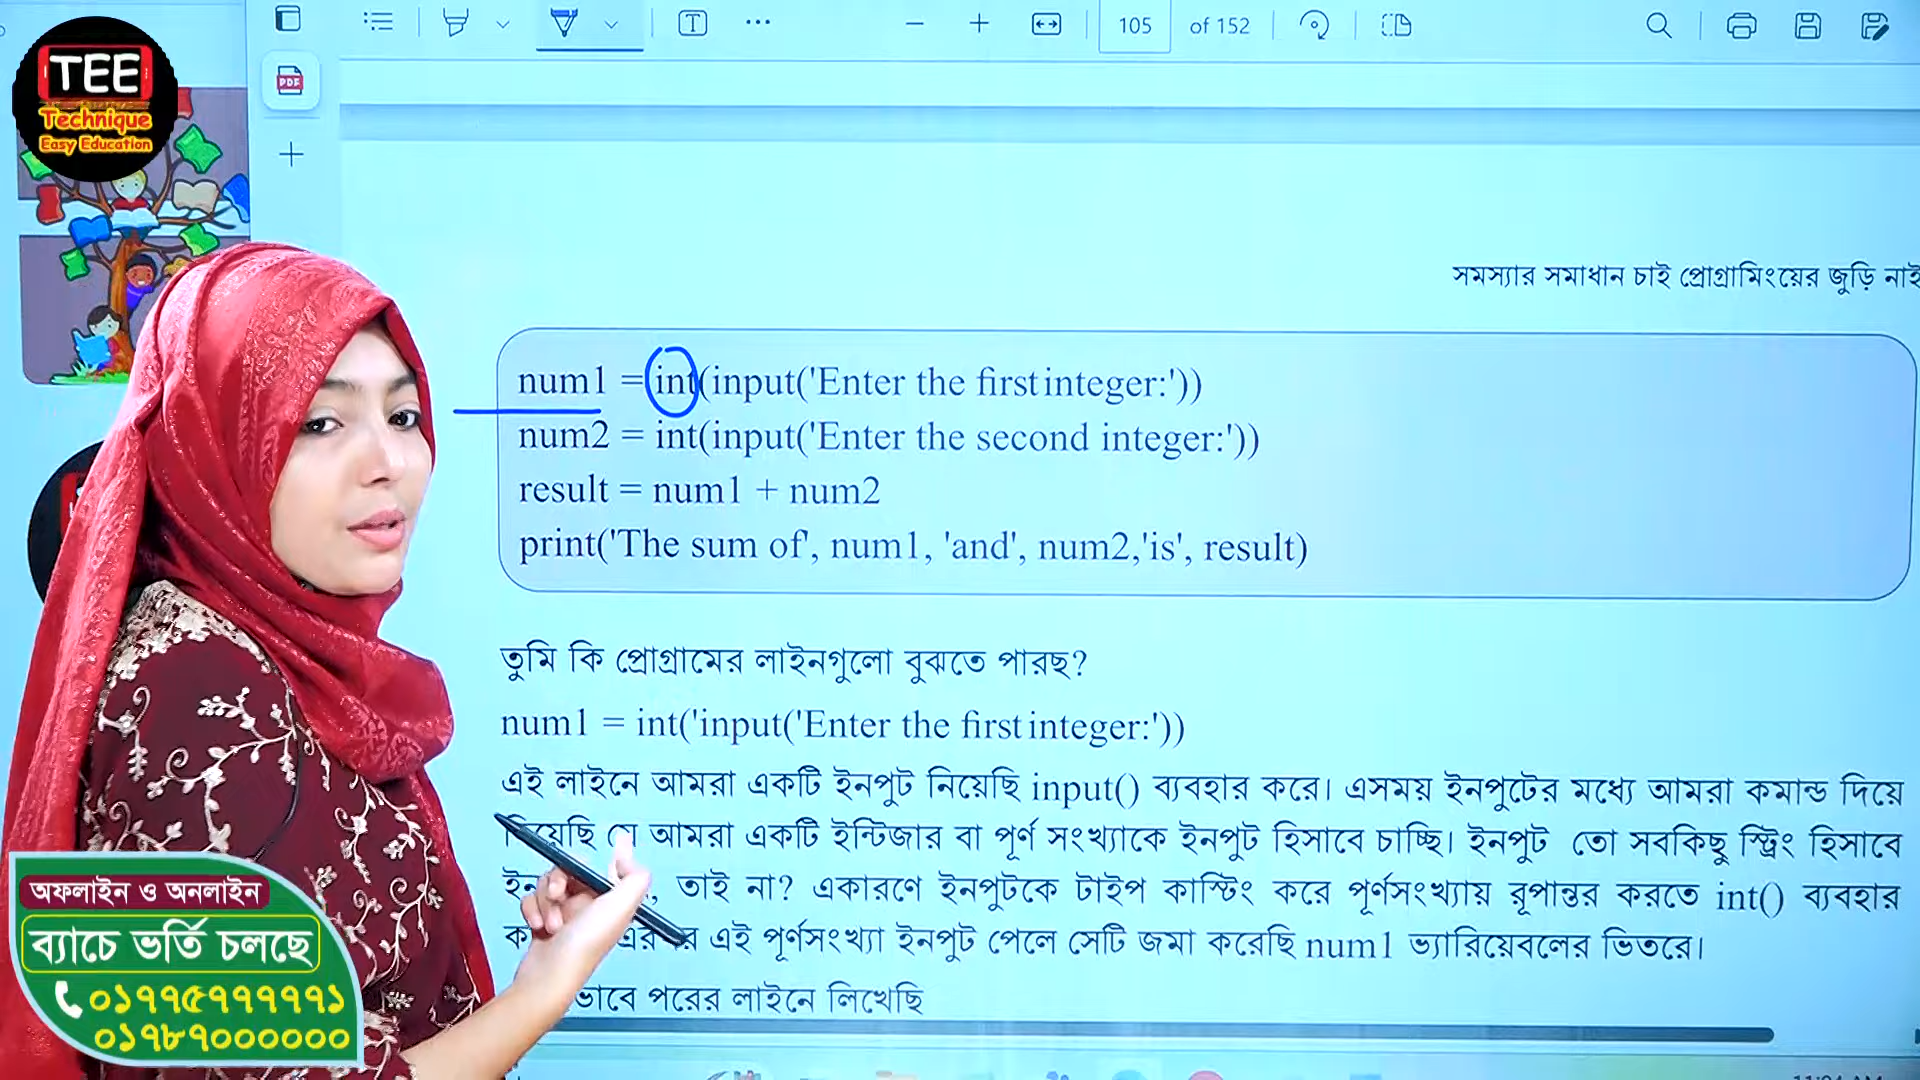 105 of 152
TEE
Technique
Easy Education
PDF
সমস্যার সমাধান চাই প্রোগ্রামিংয়ের জুড়ি নাই
num1 = int(input('Enter the first integer:'))
num2 = int(input('Enter the second integer:'))
result = num1 + num2
print('The sum of', num1, 'and', num2,'is', result)
তুমি কি প্রোগ্রামের লাইনগুলো বুঝতে পারছ?
num1 = int('input('Enter the first integer:'))
এই লাইনে আমরা একটি ইনপুট নিয়েছি input() ব্যবহার করে। এসময় ইনপুটের মধ্যে আমরা কমান্ড দিয়ে
আমরা একটি ইন্টিজার বা পূর্ণ সংখ্যাকে ইনপুট হিসাবে চাচ্ছি। ইনপুট তো সবকিছু স্ট্রিং হিসাবে
তাই না? একারণে ইনপুটকে টাইপ কাস্টিং করে পূর্ণসংখ্যায় রূপান্তর করতে int() ব্যবহার
এই পূর্ণসংখ্যা ইনপুট পেলে সেটি জমা করেছি num1 ভ্যারিয়েবলের ভিতরে।
ভাবে পরের লাইনে লিখেছি
অফলাইন ও অনলাইন
ব্যাচে ভর্তি চলছে
০১৭৭৫৭৭৭৭৭১
০১৭৮৭০০০০০০